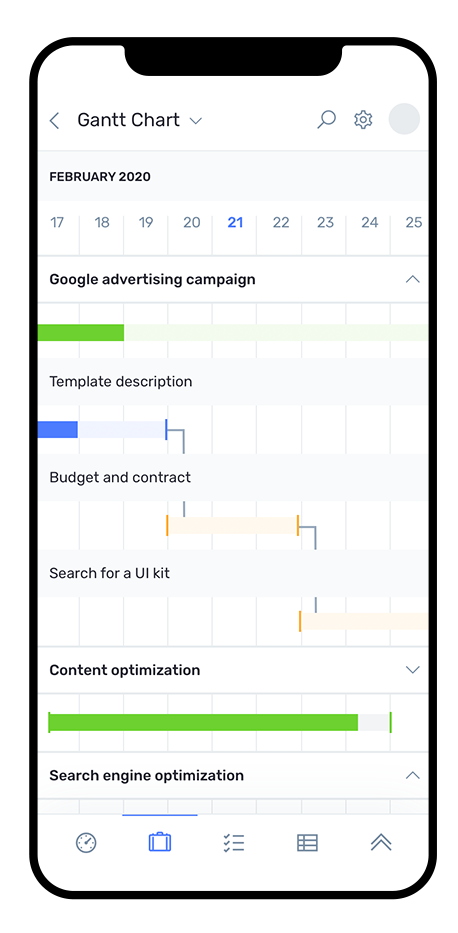 Gantt Chart
FEBRUARY 2020
17 18 19 20 21 22 23 24 25
Google advertising campaign
Template description
Budget and contract
Search for a UI kit
Content optimization
Search engine optimization